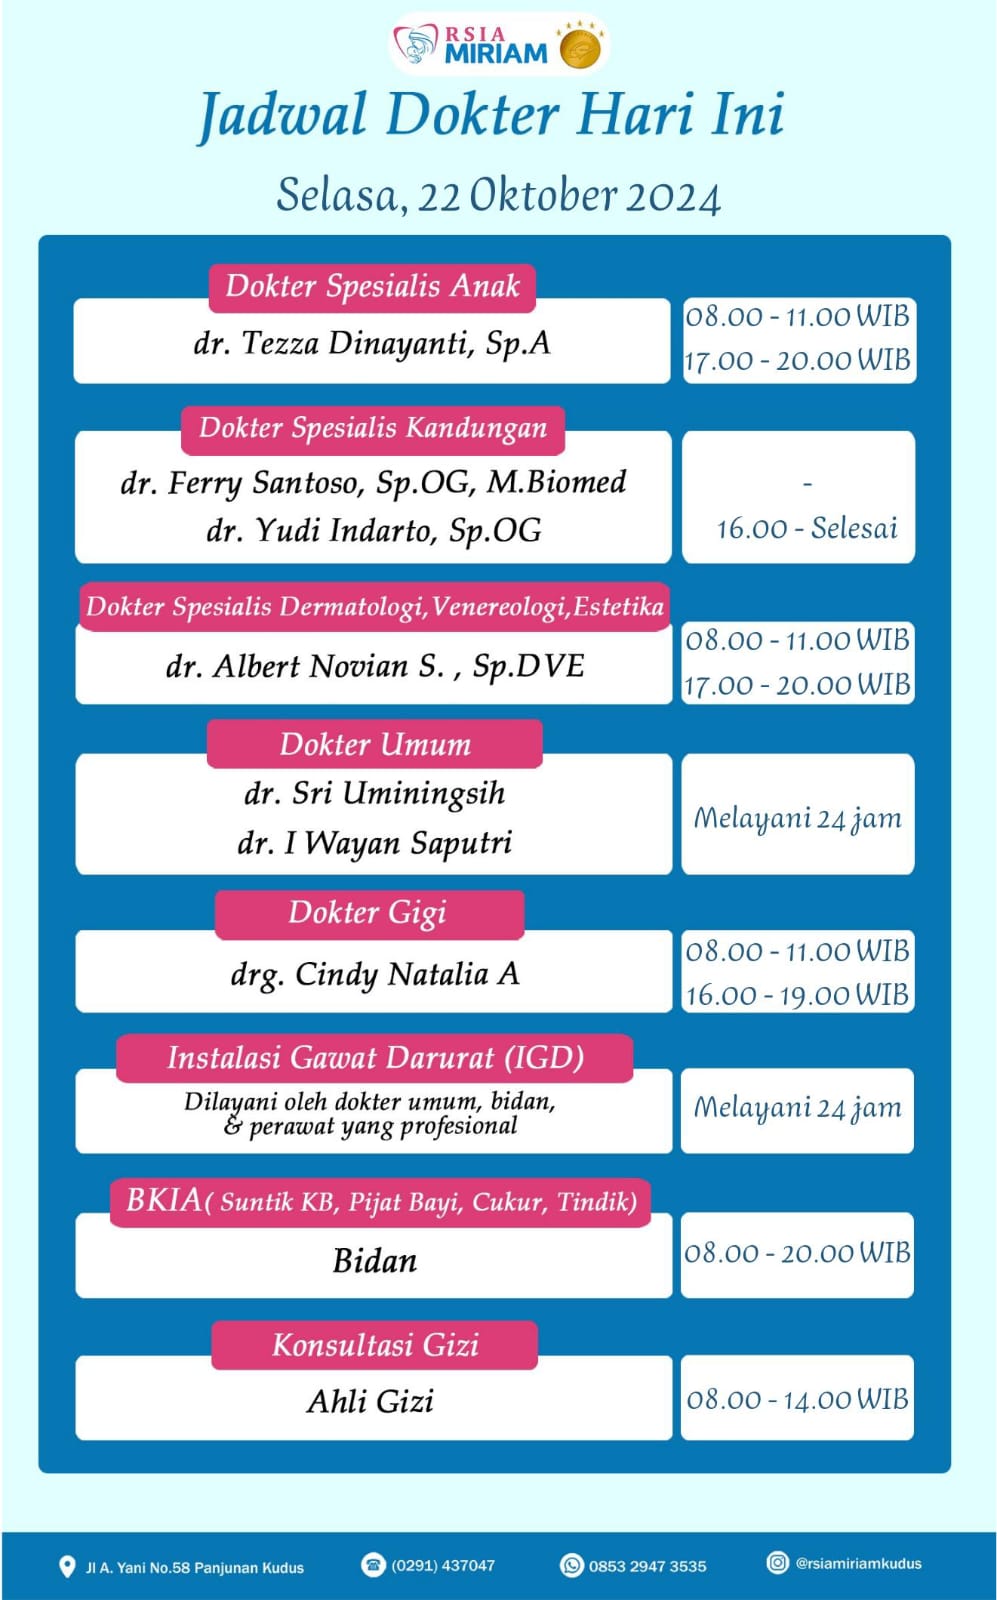 RSIA
MIRIAM
Jadwal Dokter Hari Ini
Selasa, 22 Oktober 2024
Dokter Spesialis Anak
dr. Tezza Dinayanti, Sp.A
08.00 - 11.00 WIB
17.00 - 20.00 WIB
Dokter Spesialis Kandungan
dr. Ferry Santoso, Sp.OG, M.Biomed
-
dr. Yudi Indarto, Sp.OG
16.00 - Selesai
Dokter Spesialis Dermatologi,Venereologi,Estetika
dr. Albert Novian S. , Sp.DVE
08.00 - 11.00 WIB
17.00 - 20.00 WIB
Dokter Umum
dr. Sri Uminingsih
dr. I Wayan Saputri
Melayani 24 jam
Dokter Gigi
drg. Cindy Natalia A
08.00 - 11.00 WIB
16.00 - 19.00 WIB
Instalasi Gawat Darurat (IGD)
Dilayani oleh dokter umum, bidan,
& perawat yang profesional
Melayani 24 jam
BKIA( Suntik KB, Pijat Bayi, Cukur, Tindik)
Bidan
08.00 - 20.00 WIB
Konsultasi Gizi
Ahli Gizi
08.00 - 14.00 WIB
Jl A. Yani No.58 Panjunan Kudus
(0291) 437047
0853 2947 3535
@rsiamiriamkudus